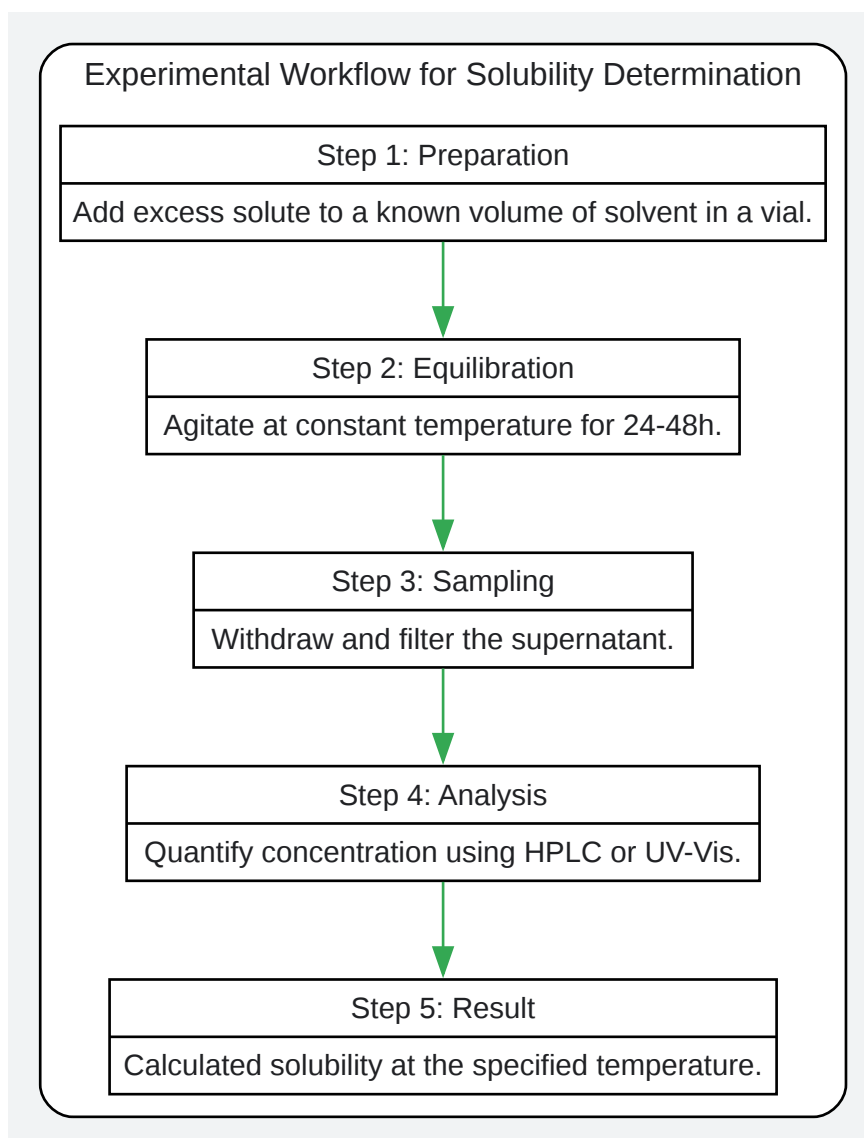 Experimental Workflow for Solubility Determination
Step 1: Preparation
Add excess solute to a known volume of solvent in a vial.
Step 2: Equilibration
Agitate at constant temperature for 24-48h.
Step 3: Sampling
Withdraw and filter the supernatant.
Step 4: Analysis
Quantify concentration using HPLC or UV-Vis.
Step 5: Result
Calculated solubility at the specified temperature.